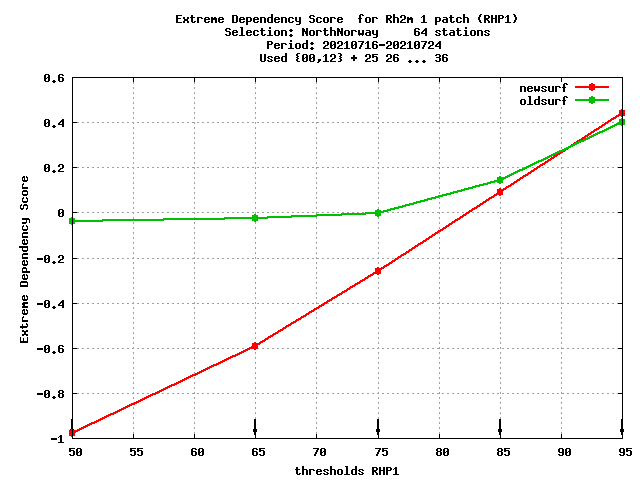 Extreme Dependency Score  for Rh2m 1 patch (RHP1)
Selection: NorthNorway     64 stations
Period: 20210716-20210724
Used {00,12} + 25 26 ... 36
newsurf
oldsurf
0.6
0.4
0.2
0
-0.2
-0.4
-0.6
-0.8
-1
Extreme Dependency Score
50 55 60 65 70 75 80 85 90 95
thresholds RHP1